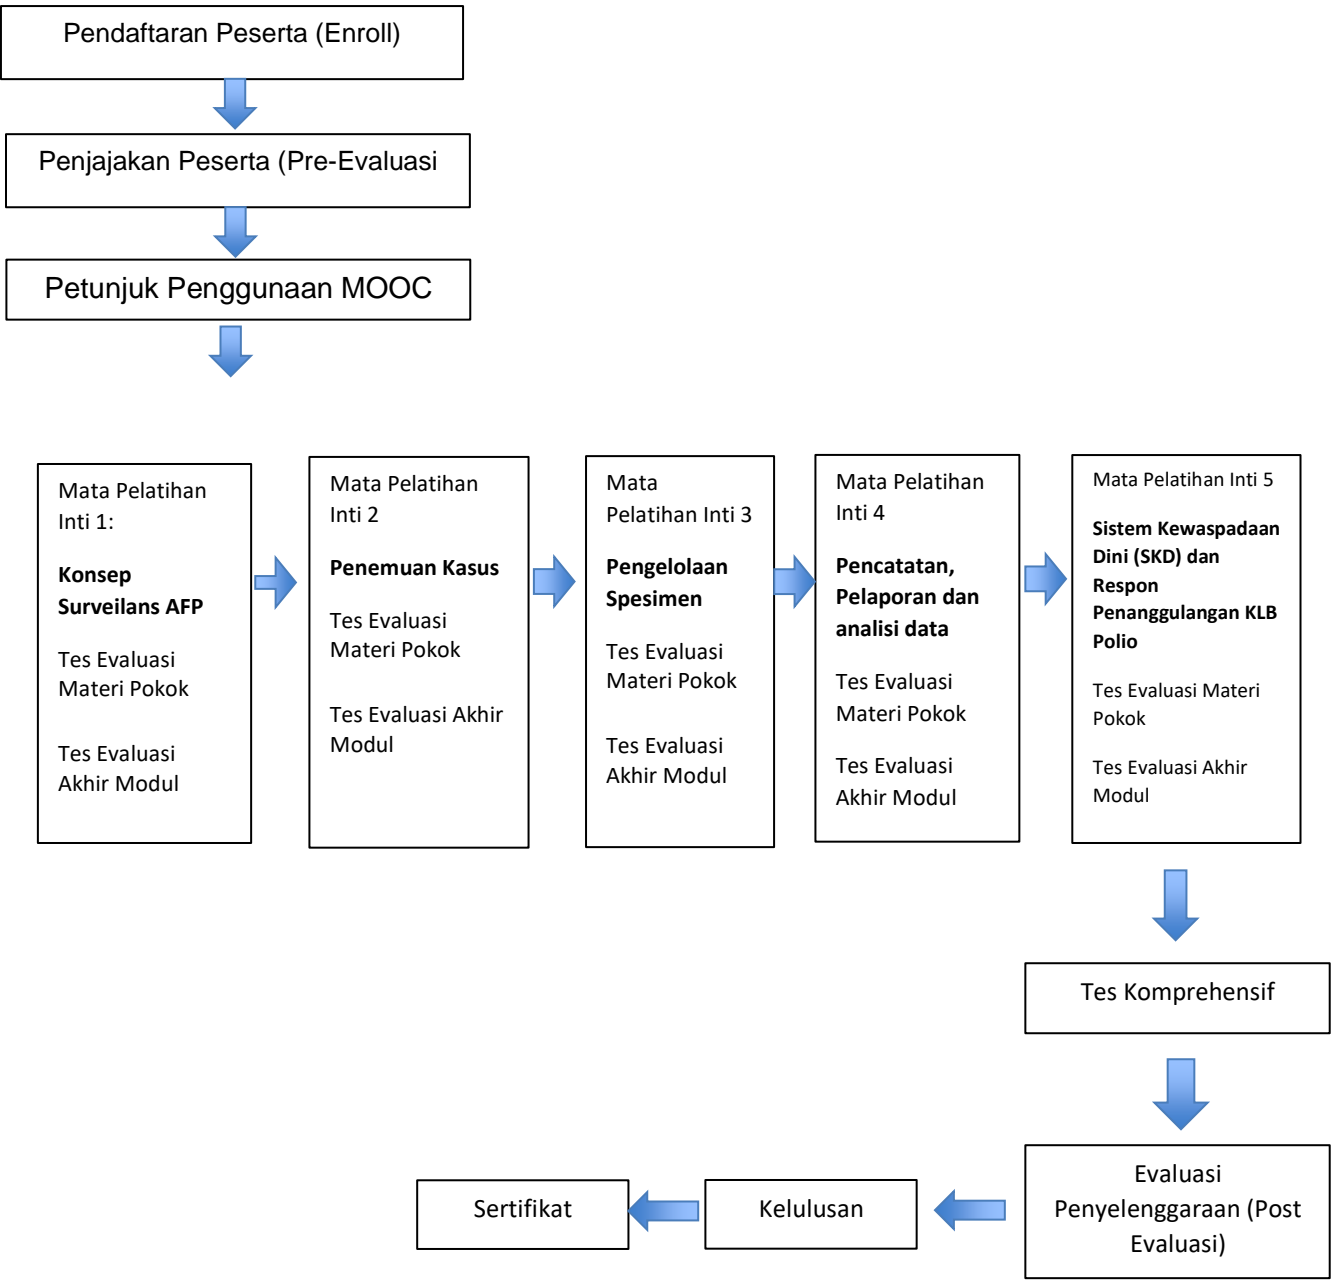 Pendaftaran Peserta (Enroll)
Penjajakan Peserta (Pre-Evaluasi
Petunjuk Penggunaan MOOC
Mata Pelatihan
Inti 1:
Konsep
Surveilans AFP
Tes Evaluasi
Materi Pokok
Tes Evaluasi
Akhir Modul
Mata Pelatihan
Inti 2
Penemuan Kasus
Tes Evaluasi
Materi Pokok
Tes Evaluasi Akhir
Modul
Mata
Pelatihan Inti 3
Pengelolaan
Spesimen
Tes Evaluasi
Materi Pokok
Tes Evaluasi
Akhir Modul
Mata Pelatihan
Inti 4
Pencatatan,
Pelaporan dan
analisi data
Tes Evaluasi
Materi Pokok
Tes Evaluasi
Akhir Modul
Mata Pelatihan Inti 5
Sistem Kewaspadaan
Dini (SKD) dan
Respon
Penanggulangan KLB
Polio
Tes Evaluasi Materi
Pokok
Tes Evaluasi Akhir
Modul
Tes Komprehensif
Evaluasi
Penyelenggaraan (Post
Evaluasi)
Kelulusan
Sertifikat